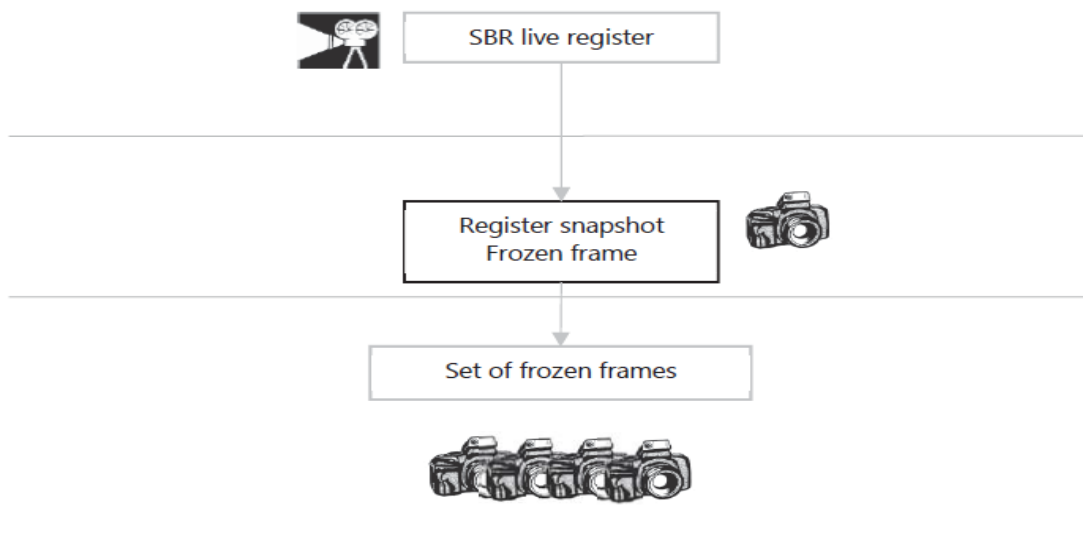 SBR live register
Register snapshot
Frozen frame
Set of frozen frames